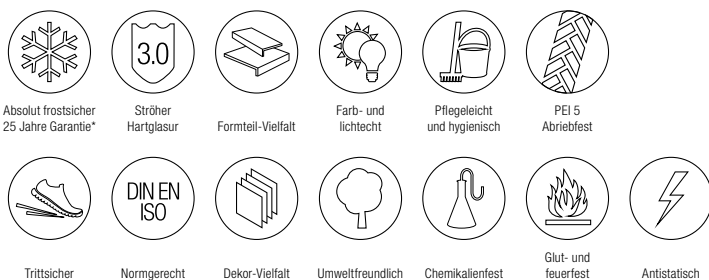 3.0
Absolut frostsicher
25 Jahre Garantie*
Ströher
Hartglasur
Formteil-Vielfalt
Farb- und
lichtecht
Pflegeleicht
und hygienisch
PEI 5
Abriebfest
DIN EN
ISO
Trittsicher
Normgerecht
Dekor-Vielfalt
Umweltfreundlich
Chemikalienfest
Glut- und
feuerfest
Antistatisch